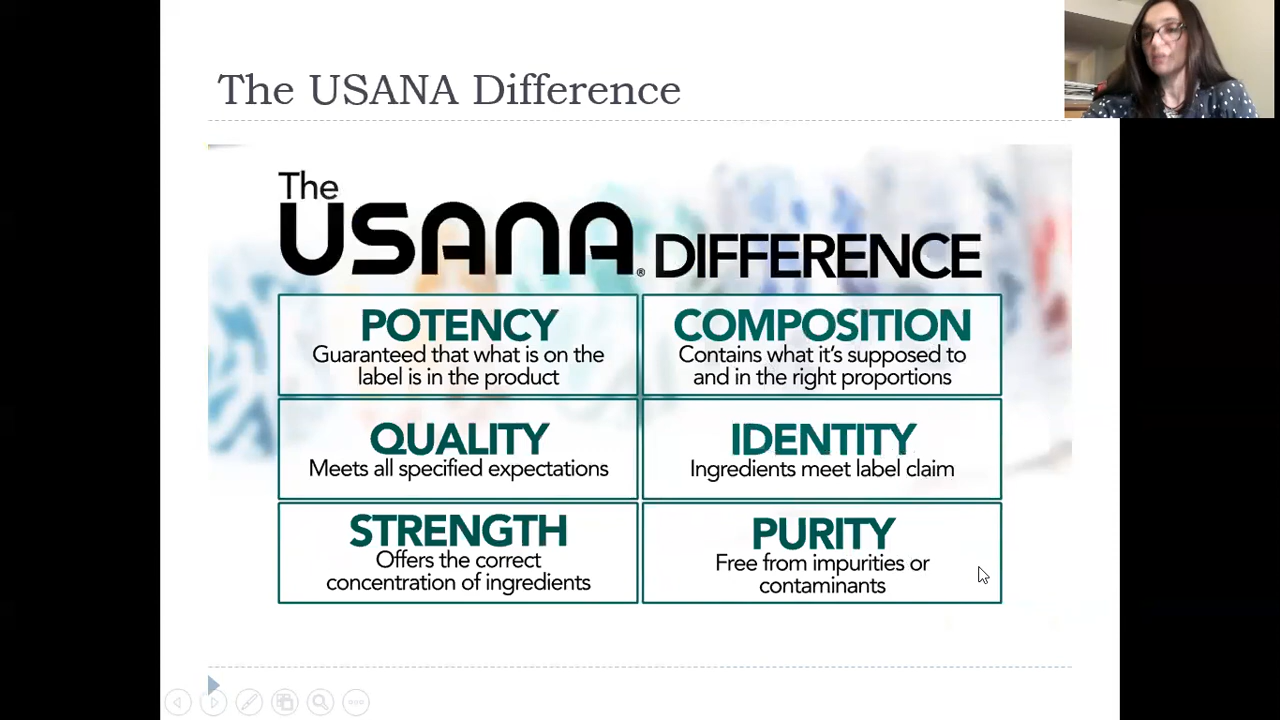 The USANA Difference
The
USANA® DIFFERENCE
POTENCY
Guaranteed that what is on the
label is in the product
COMPOSITION
Contains what it's supposed to
and in the right proportions
QUALITY
Meets all specified expectations
IDENTITY
Ingredients meet label claim
STRENGTH
Offers the correct
concentration of ingredients
PURITY
Free from impurities or
contaminants